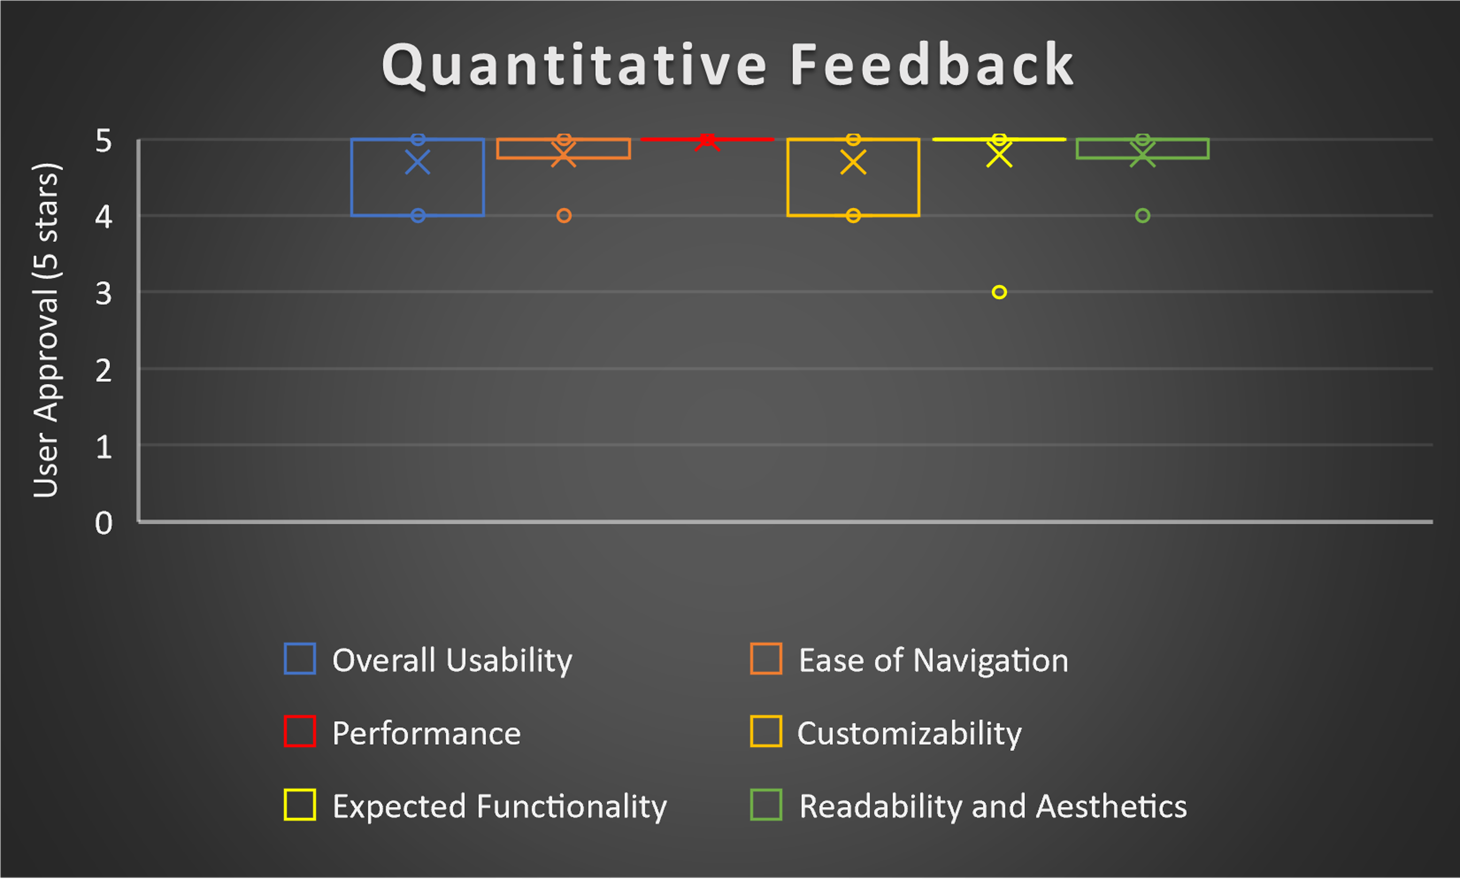 Quantitative Feedback
User Approval (5 stars)
5
4
3
2
1
0
Overall Usability
Ease of Navigation
Performance
Customizability
Expected Functionality
Readability and Aesthetics